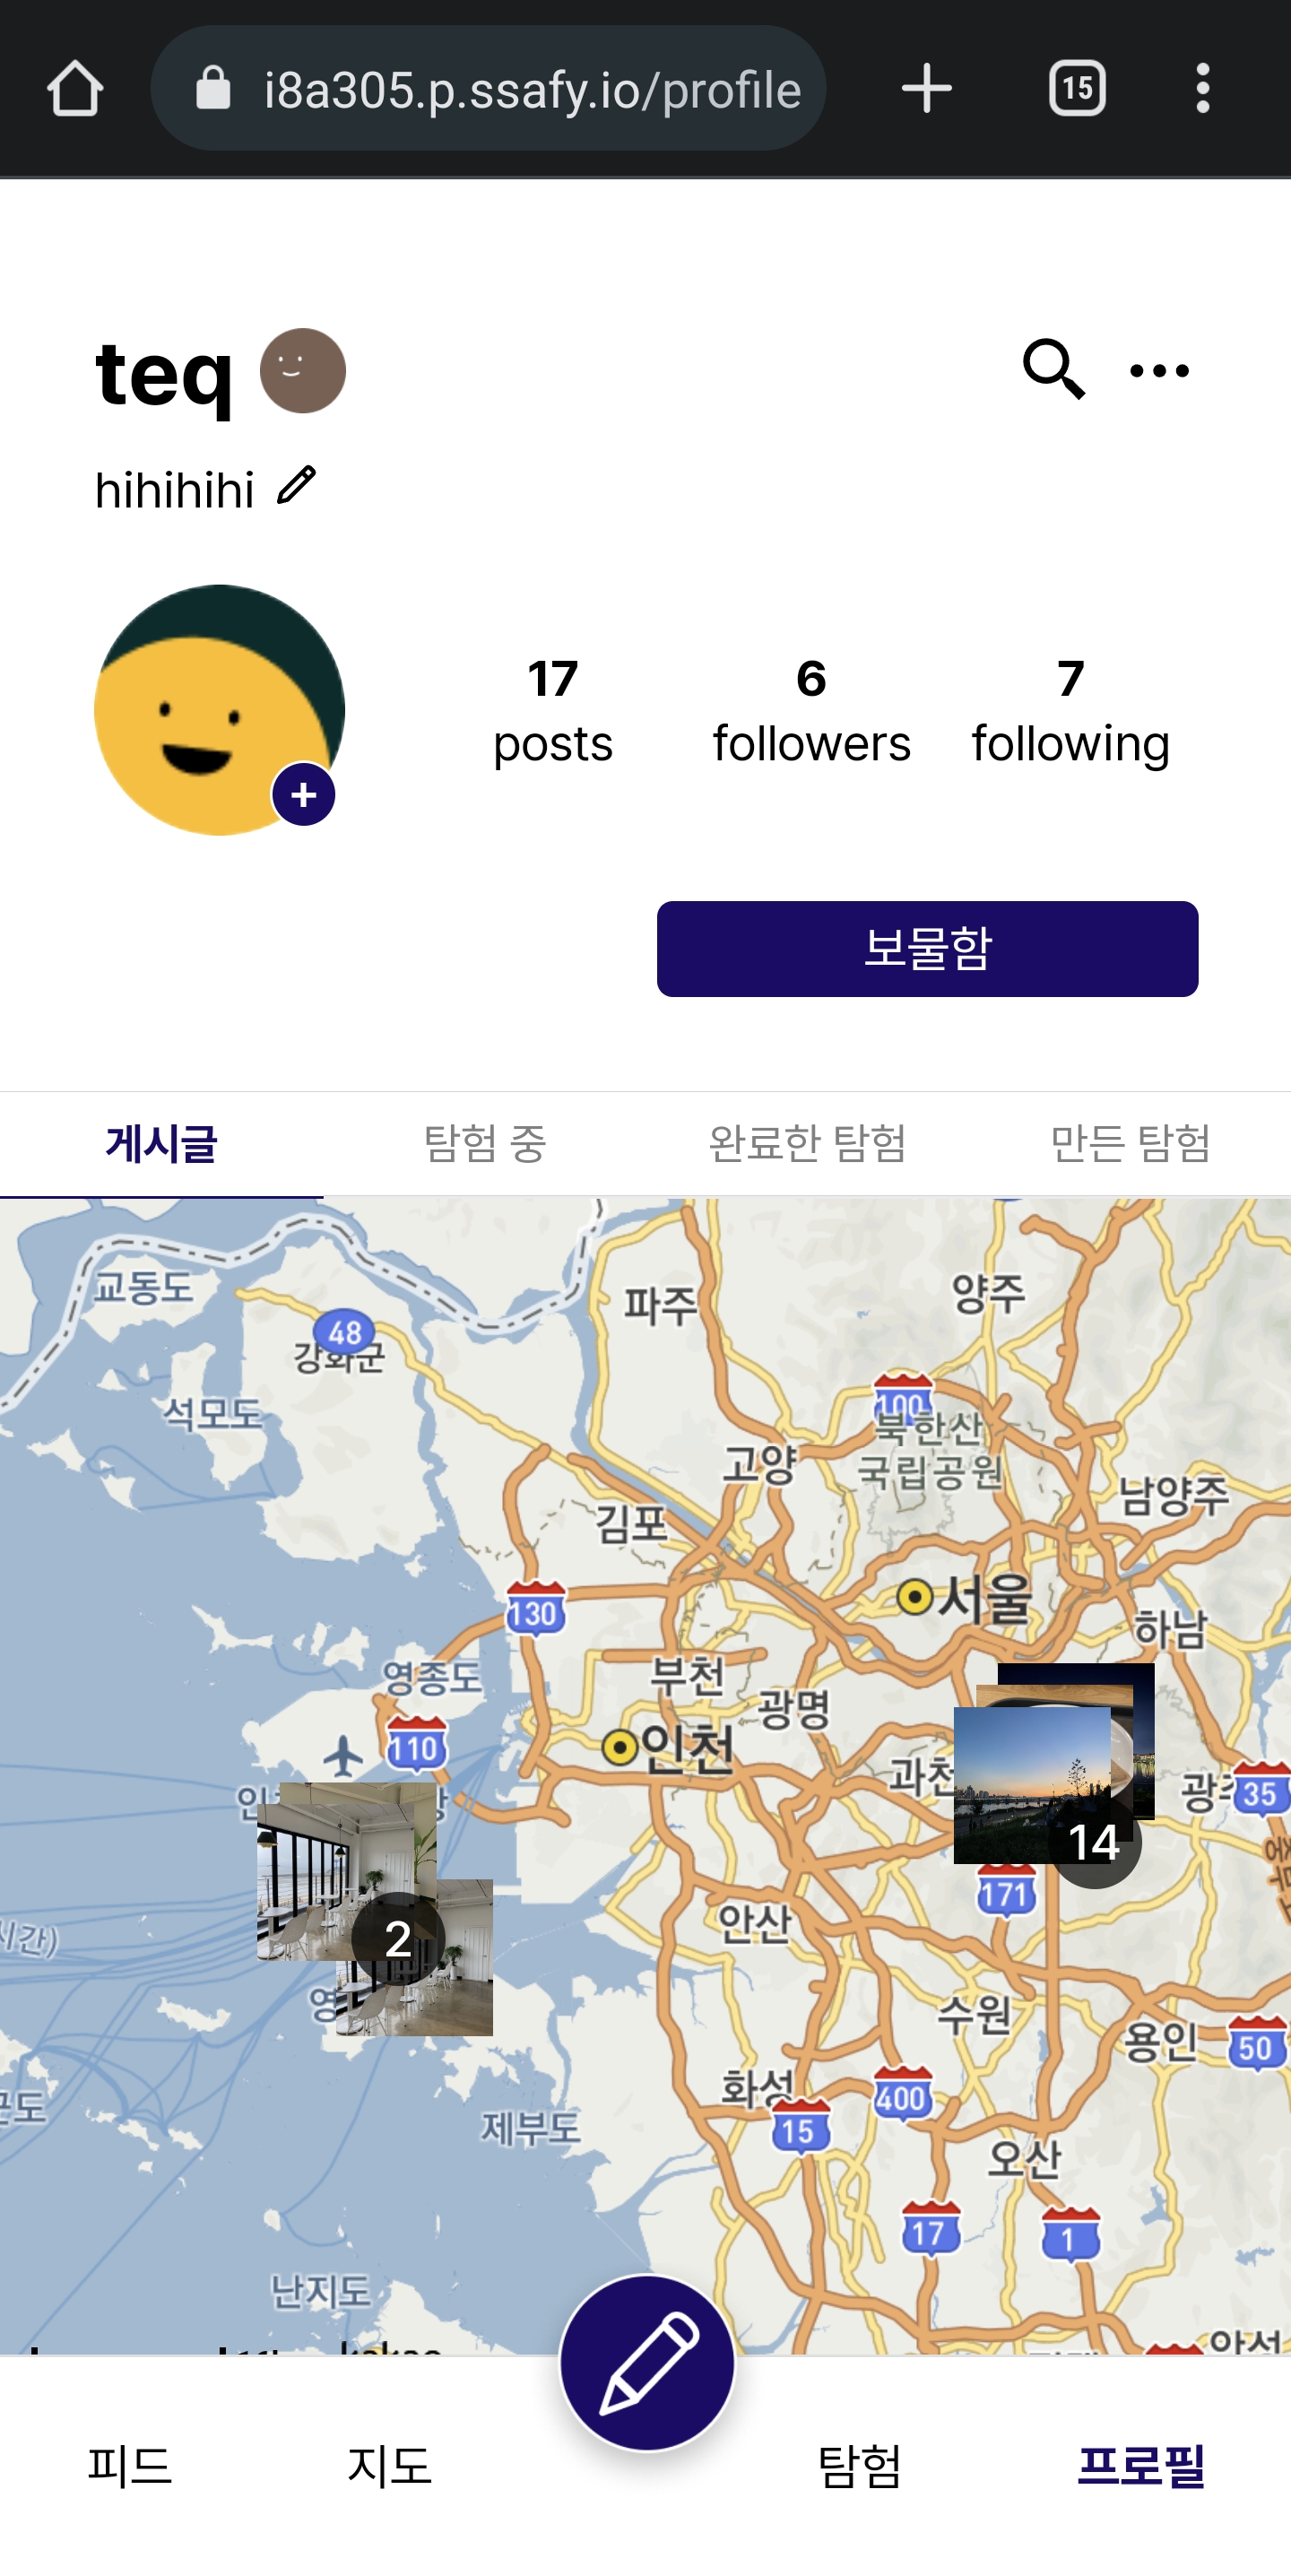 i8a305.p.ssafy.io/profile
15
teq
hihihihi
17 6 7
posts followers following
보물함
게시글 탐험 중 완료한 탐험 만든 탐험
파주
양주
교동도
48
강화군
석모도
100
북한산
국립공원
고양
남양주
김포
서울
130
하남
영종도
부천
광명
인천
110
과천
35
14
171
안산
2
시간)
수원
용인
50
화성
400
15
제부도
오산
17
1
난지도
kakao
안성
피드 지도 탐험 프로필